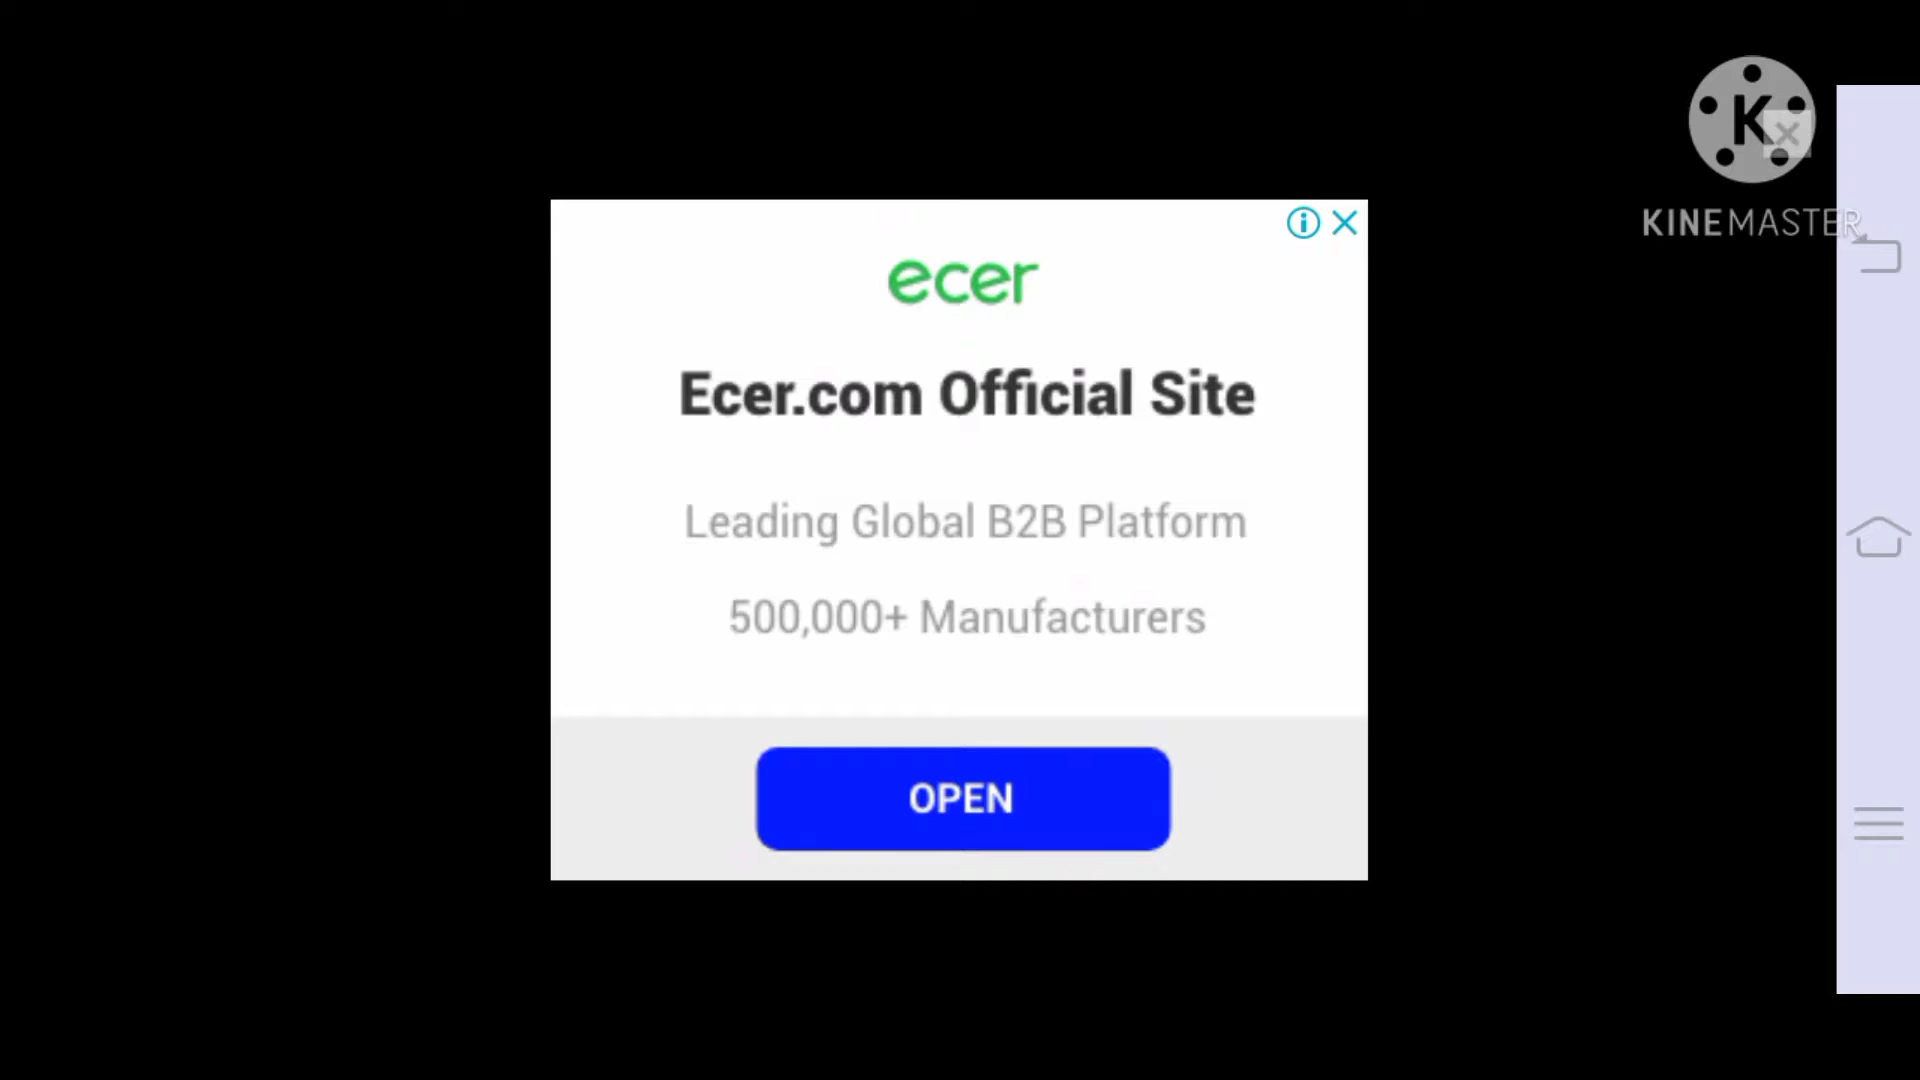 K
KINEMASTER
ecer
Ecer.com Official Site
Leading Global B2B Platform
500,000+ Manufacturers
OPEN